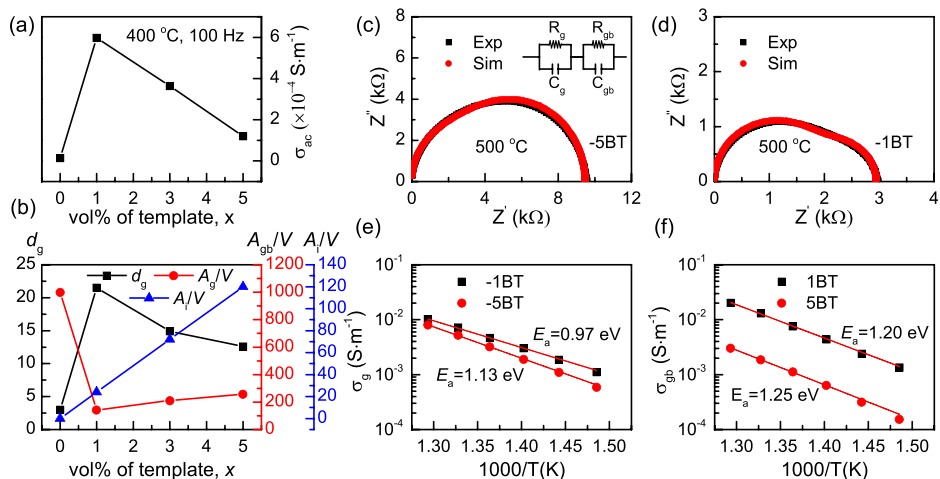 (a)
400 °C, 100 Hz
6
4
2
0
σac (×10⁻⁴ S·m⁻¹)
0 1 2 3 4 5
vol% of template, x
(b)
dg
Agb/V
Ai/V
25
20
15
10
5
0
dg
Ag/V
Ai/V
1200
1000
800
600
400
200
0
140
120
100
80
60
40
20
0
0 1 2 3 4 5
vol% of template, x
(c)
8
6
4
2
0
Z'' (kΩ)
Exp
Sim
Rg Rgb
Cg Cgb
500 °C
-5BT
0 4 8 12
Z' (kΩ)
(d)
3
2
1
0
Z'' (kΩ)
Exp
Sim
500 °C
-1BT
0 1 2 3 4
Z' (kΩ)
(e)
10⁻¹
10⁻²
10⁻³
10⁻⁴
σg (S·m⁻¹)
-1BT
-5BT
Ea=0.97 eV
Ea=1.13 eV
1.30 1.35 1.40 1.45 1.50
1000/T(K)
(f)
10⁻¹
10⁻²
10⁻³
10⁻⁴
σgb (S·m⁻¹)
1BT
5BT
Ea=1.20 eV
Ea=1.25 eV
1.30 1.35 1.40 1.45 1.50
1000/T(K)